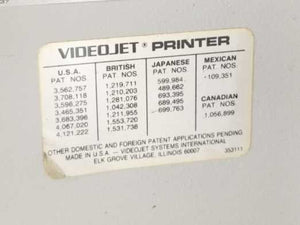 VIDEOJET® PRINTER
U.S.A. BRITISH JAPANESE MEXICAN
PAT NOS. PAT NOS. PAT NOS. PAT NOS.
3,562,757 1,219,711 599,984 109,351
3,708,118 1,210,203 489,662
3,596,275 1,281,076 693,395 CANADIAN
3,465,351 1,042,308 689,495 PAT NOS.
3,683,396 1,211,955 699,763 1,056,899
4,067,020 1,553,720
4,121,222 1,531,738
OTHER DOMESTIC AND FOREIGN PATENT APPLICATIONS PENDING
MADE IN U.S.A. — VIDEOJET SYSTEMS INTERNATIONAL
ELK GROVE VILLAGE, ILLINOIS 60007 353111